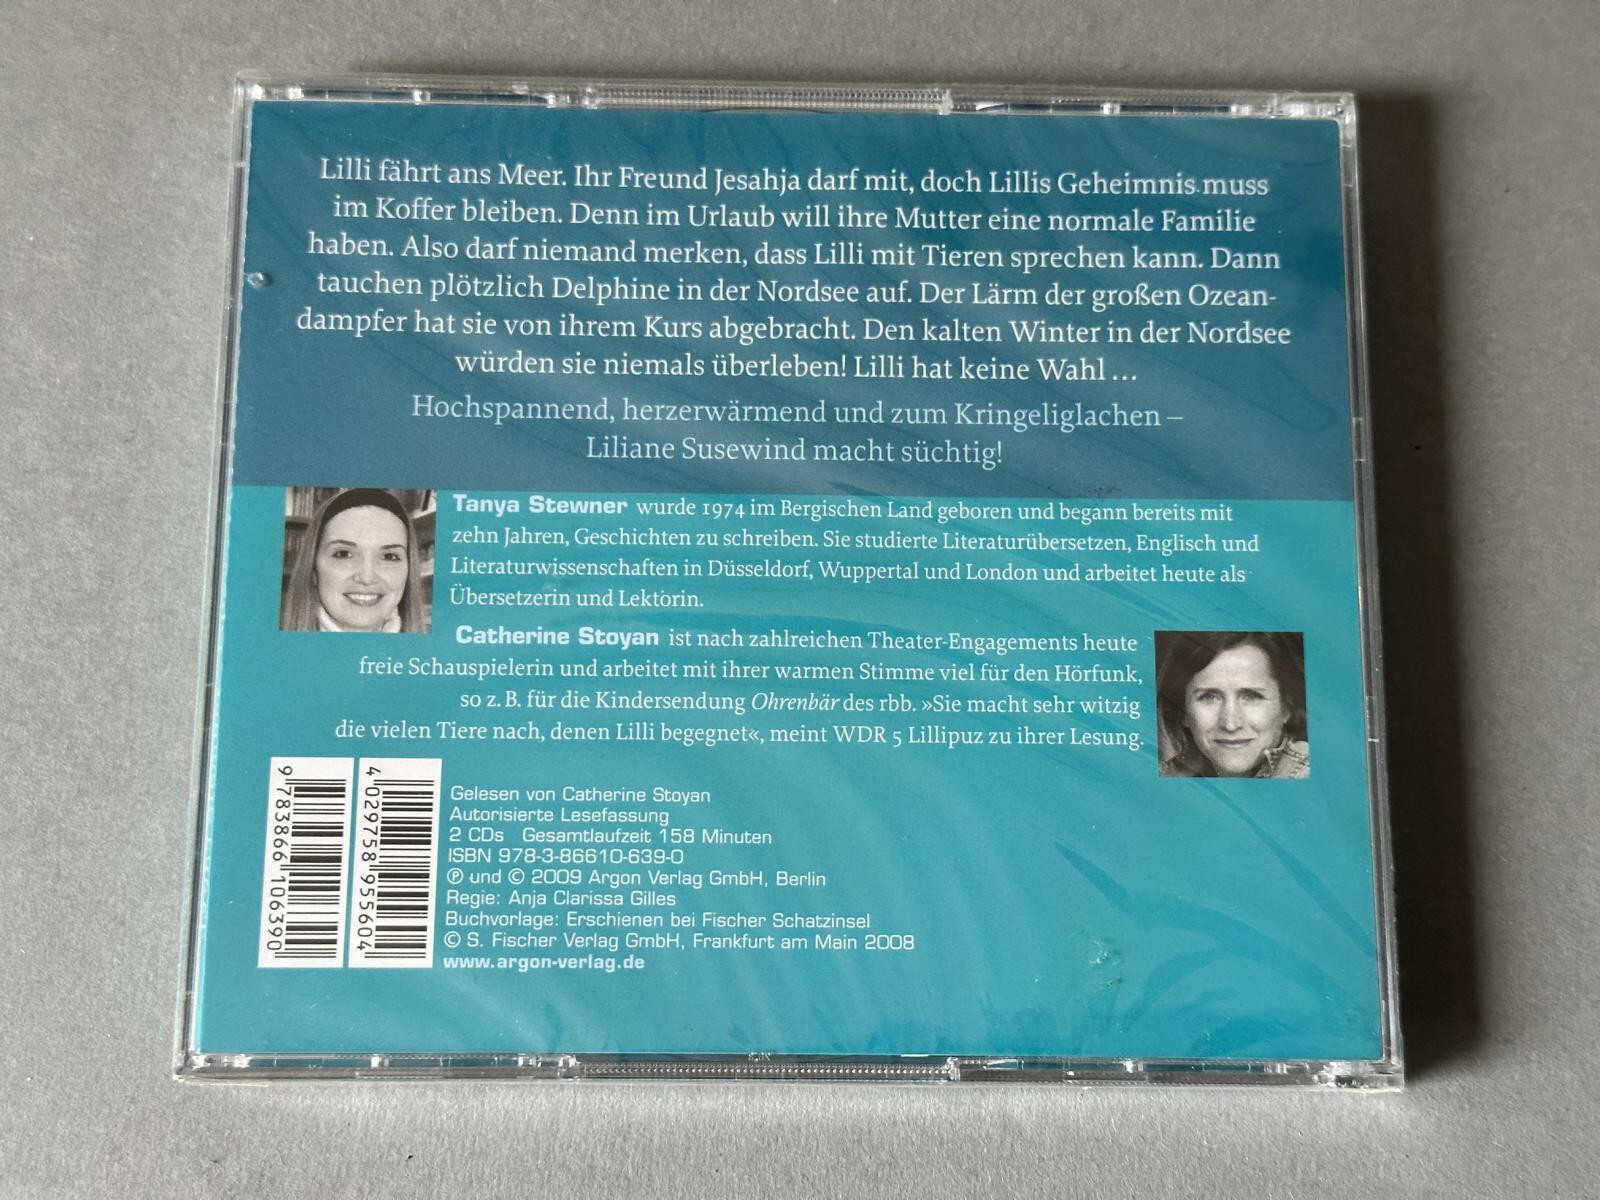 Lilli fährt ans Meer. Ihr Freund Jesahja darf mit, doch Lillis Geheimnis muss
im Koffer bleiben. Denn im Urlaub will ihre Mutter eine normale Familie
haben. Also darf niemand merken, dass Lilli mit Tieren sprechen kann. Dann
tauchen plötzlich Delphine in der Nordsee auf. Der Lärm der großen Ozean-
dampfer hat sie von ihrem Kurs abgebracht. Den kalten Winter in der Nordsee
würden sie niemals überleben! Lilli hat keine Wahl ...
Hochspannend, herzerwärmend und zum Kringeliglachen –
Liliane Susewind macht süchtig!
Tanya Stewner wurde 1974 im Bergischen Land geboren und begann bereits mit
zehn Jahren, Geschichten zu schreiben. Sie studierte Literaturübersetzen, Englisch und
Literaturwissenschaften in Düsseldorf, Wuppertal und London und arbeitet heute als
Übersetzerin und Lektorin.
Catherine Stoyan ist nach zahlreichen Theater-Engagements heute
freie Schauspielerin und arbeitet mit ihrer warmen Stimme viel für den Hörfunk,
so z. B. für die Kindersendung Ohrenbär des rbb. »Sie macht sehr witzig
die vielen Tiere nach, denen Lilli begegnet«, meint WDR 5 Lillipuz zu ihrer Lesung.
9 783866 106390
4 029758 955604
Gelesen von Catherine Stoyan
Autorisierte Lesefassung
2 CDs Gesamtlaufzeit 158 Minuten
ISBN 978-3-86610-639-0
℗ und © 2009 Argon Verlag GmbH, Berlin
Regie: Anja Clarissa Gilles
Buchvorlage: Erschienen bei Fischer Schatzinsel
© S. Fischer Verlag GmbH, Frankfurt am Main 2008
www.argon-verlag.de